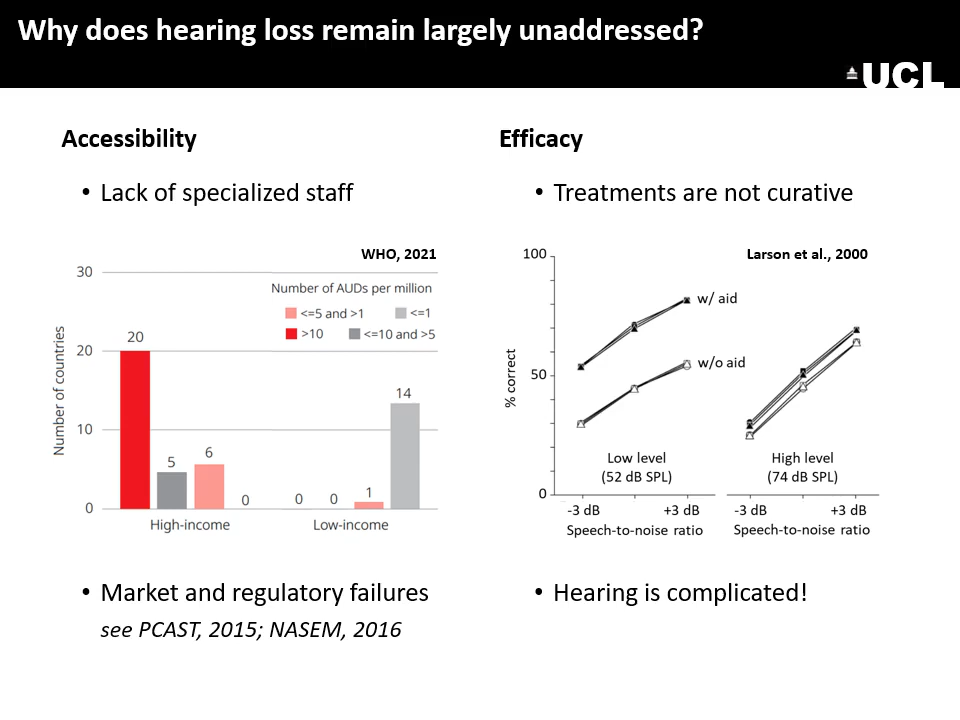 Why does hearing loss remain largely unaddressed?
UCL
Accessibility
• Lack of specialized staff
WHO, 2021
Number of AUDs per million
<=5 and >1
<=1
>10
<=10 and >5
Number of countries
30
20
10
0
20
5
6
0
0
0
1
14
High-income
Low-income
• Market and regulatory failures
see PCAST, 2015; NASEM, 2016
Efficacy
• Treatments are not curative
Larson et al., 2000
% correct
100
50
0
w/ aid
w/o aid
Low level
(52 dB SPL)
High level
(74 dB SPL)
-3 dB
+3 dB
Speech-to-noise ratio
-3 dB
+3 dB
Speech-to-noise ratio
• Hearing is complicated!